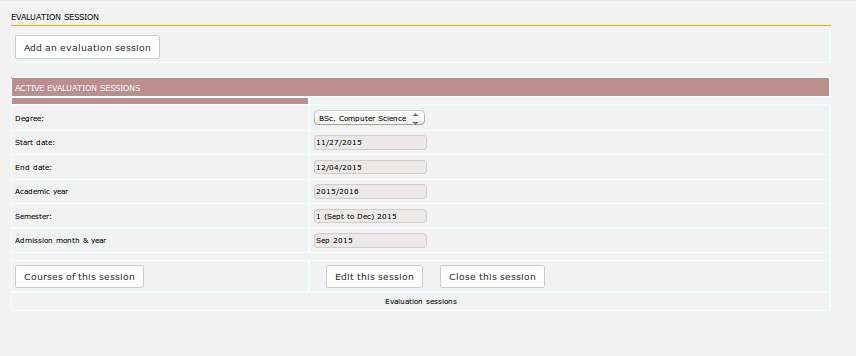 EVALUATION SESSION
Add an evaluation session
ACTIVE EVALUATION SESSIONS
Degree: BSc. Computer Science
Start date: 11/27/2015
End date: 12/04/2015
Academic year 2015/2016
Semester: 1 (Sept to Dec) 2015
Admission month & year Sep 2015
Courses of this session Edit this session Close this session
Evaluation sessions